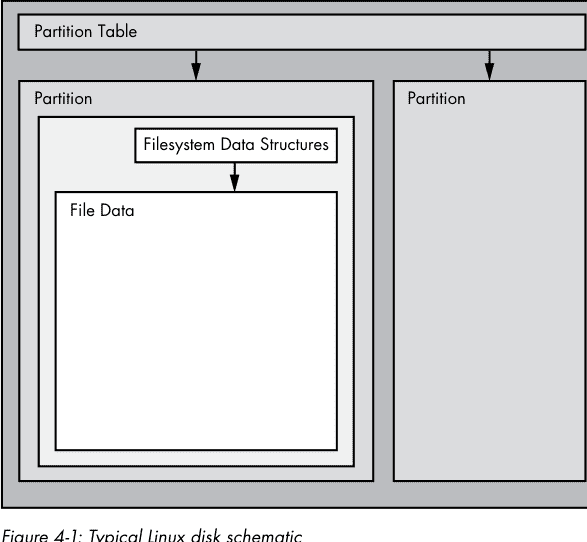 Partition Table
Partition
Partition
Filesystem Data Structures
File Data
Figure 4-1: Typical Linux disk schematic